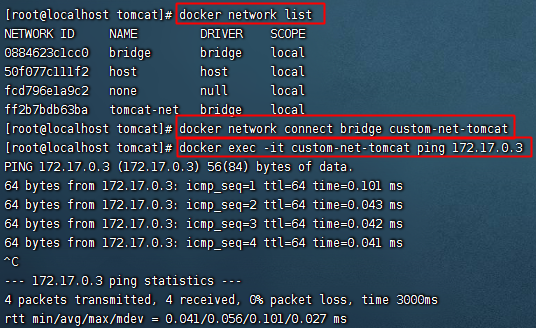 [root@localhost tomcat]# docker network list
NETWORK ID NAME DRIVER SCOPE
0884623c1cc0 bridge bridge local
50f077c111f2 host host local
fcd796e1a9c2 none null local
ff2b7bdb63ba tomcat-net bridge local
[root@localhost tomcat]# docker network connect bridge custom-net-tomcat
[root@localhost tomcat]# docker exec -it custom-net-tomcat ping 172.17.0.3
PING 172.17.0.3 (172.17.0.3) 56(84) bytes of data.
64 bytes from 172.17.0.3: icmp_seq=1 ttl=64 time=0.101 ms
64 bytes from 172.17.0.3: icmp_seq=2 ttl=64 time=0.043 ms
64 bytes from 172.17.0.3: icmp_seq=3 ttl=64 time=0.042 ms
64 bytes from 172.17.0.3: icmp_seq=4 ttl=64 time=0.041 ms
^C
--- 172.17.0.3 ping statistics ---
4 packets transmitted, 4 received, 0% packet loss, time 3000ms
rtt min/avg/max/mdev = 0.041/0.056/0.101/0.027 ms